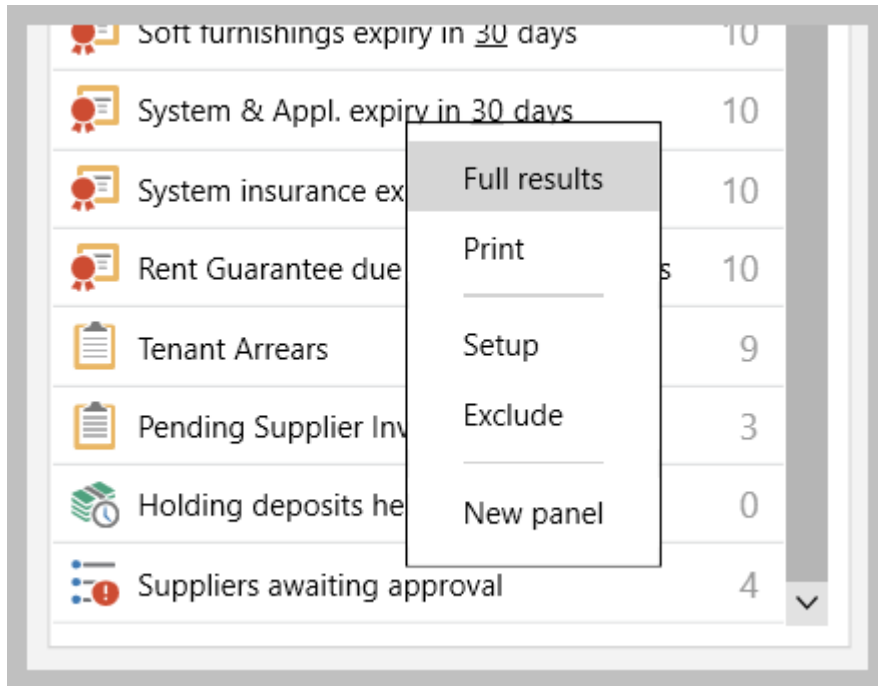 Soft furnishings expiry in 30 days 10
System & Appl. expiry in 30 days 10
System insurance ex 10
Rent Guarantee due s 10
Tenant Arrears 9
Pending Supplier Inv 3
Holding deposits he 0
Suppliers awaiting approval 4
Full results
Print
Setup
Exclude
New panel